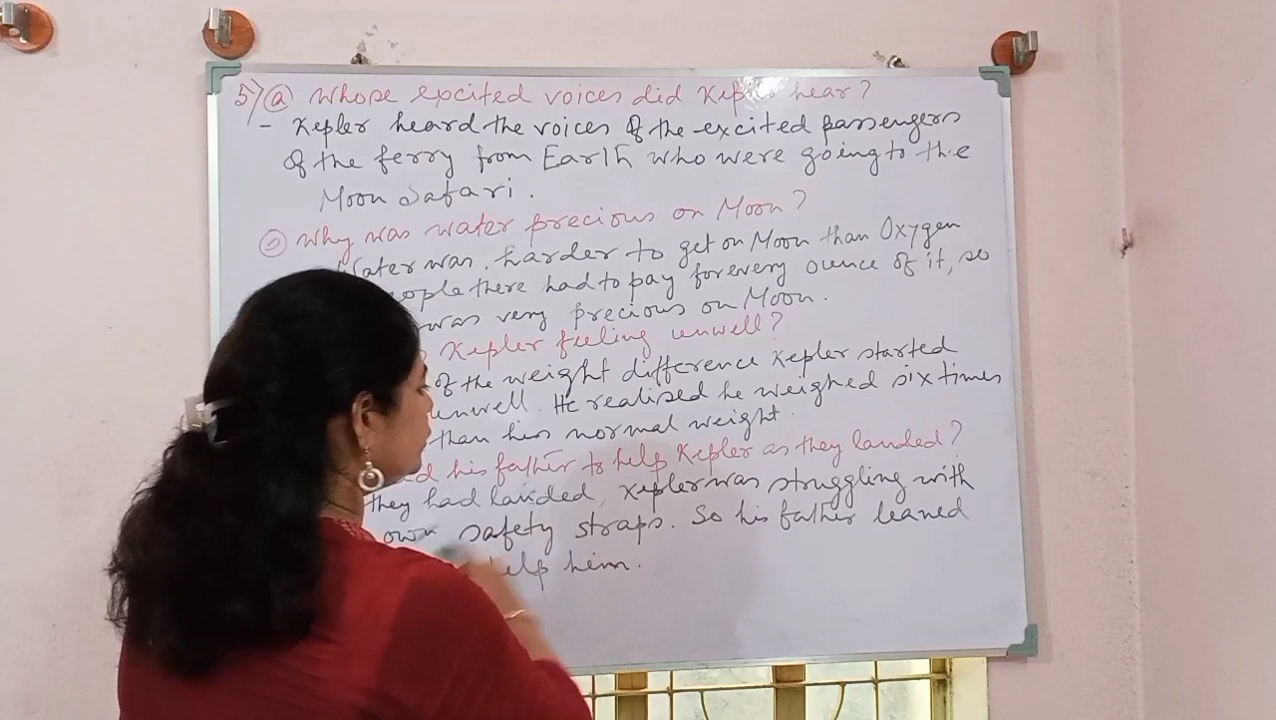 5) a) Whose excited voices did Kepler hear?
- Kepler heard the voices of the excited passengers
of the ferry from Earth who were going to the
Moon Safari.
Why was water precious on Moon?
Water was harder to get on Moon than Oxygen
ople there had to pay for every ounce of it, so
was very precious on Moon.
Kepler feeling unwell?
of the weight difference Kepler started
unwell. He realised he weighed six times
than his normal weight.
his father to help Kepler as they landed?
they had landed, Kepler was struggling with
own safety straps. So his father leaned
help him.